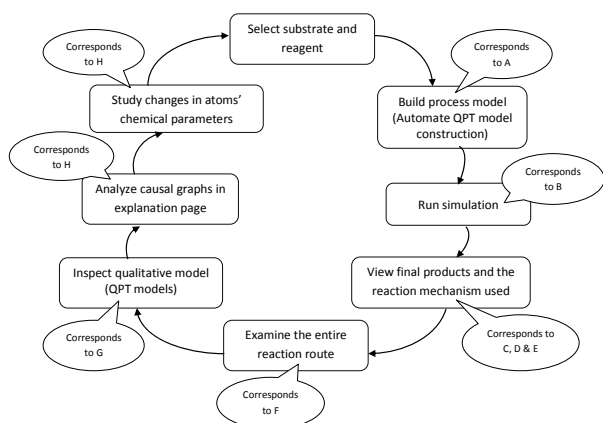 Select substrate and
reagent
Corresponds
to A
Build process model
(Automate QPT model
construction)
Corresponds
to B
Run simulation
View final products and the
reaction mechanism used
Corresponds to
C, D & E
Examine the entire
reaction route
Corresponds
to F
Inspect qualitative model
(QPT models)
Corresponds
to G
Analyze causal graphs in
explanation page
Corresponds
to H
Study changes in atoms’
chemical parameters
Corresponds
to H